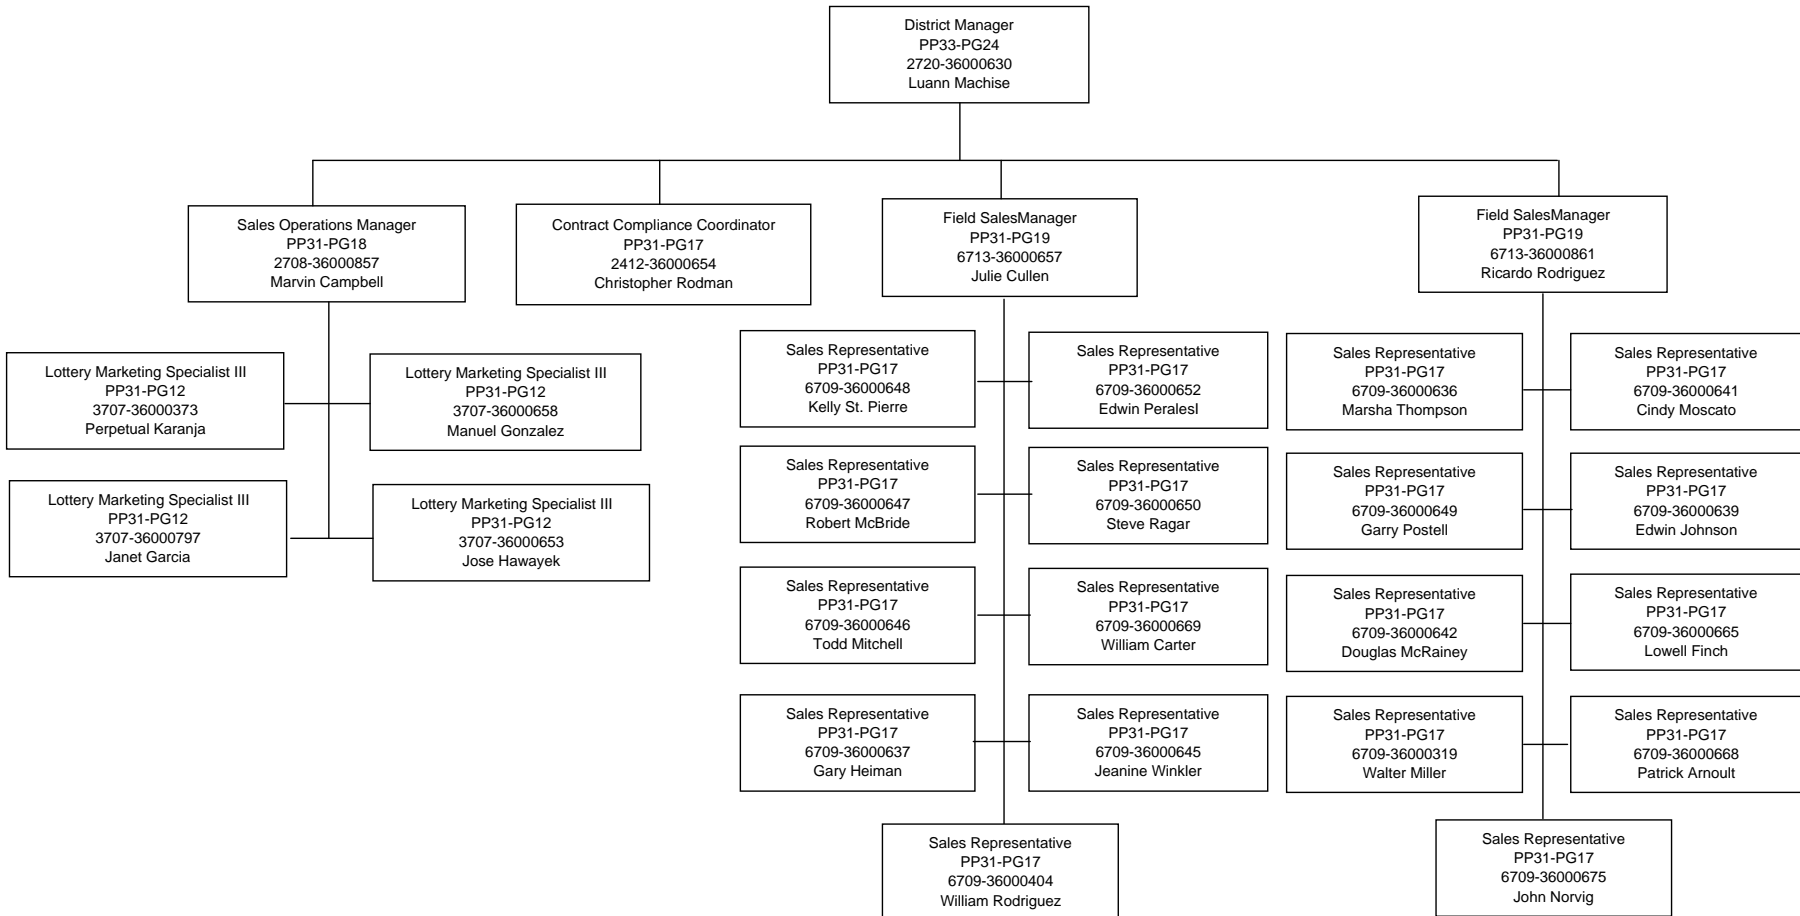 District Manager
PP33-PG24
2720-36000630
Luann Machise
Sales Operations Manager
PP31-PG18
2708-36000857
Marvin Campbell
Contract Compliance Coordinator
PP31-PG17
2412-36000654
Christopher Rodman
Field SalesManager
PP31-PG19
6713-36000657
Julie Cullen
Field SalesManager
PP31-PG19
6713-36000861
Ricardo Rodriguez
Lottery Marketing Specialist III
PP31-PG12
3707-36000373
Perpetual Karanja
Lottery Marketing Specialist III
PP31-PG12
3707-36000658
Manuel Gonzalez
Lottery Marketing Specialist III
PP31-PG12
3707-36000797
Janet Garcia
Lottery Marketing Specialist III
PP31-PG12
3707-36000653
Jose Hawayek
Sales Representative
PP31-PG17
6709-36000648
Kelly St. Pierre
Sales Representative
PP31-PG17
6709-36000652
Edwin Peralesl
Sales Representative
PP31-PG17
6709-36000647
Robert McBride
Sales Representative
PP31-PG17
6709-36000650
Steve Ragar
Sales Representative
PP31-PG17
6709-36000646
Todd Mitchell
Sales Representative
PP31-PG17
6709-36000669
William Carter
Sales Representative
PP31-PG17
6709-36000637
Gary Heiman
Sales Representative
PP31-PG17
6709-36000645
Jeanine Winkler
Sales Representative
PP31-PG17
6709-36000404
William Rodriguez
Sales Representative
PP31-PG17
6709-36000636
Marsha Thompson
Sales Representative
PP31-PG17
6709-36000641
Cindy Moscato
Sales Representative
PP31-PG17
6709-36000649
Garry Postell
Sales Representative
PP31-PG17
6709-36000639
Edwin Johnson
Sales Representative
PP31-PG17
6709-36000642
Douglas McRainey
Sales Representative
PP31-PG17
6709-36000665
Lowell Finch
Sales Representative
PP31-PG17
6709-36000319
Walter Miller
Sales Representative
PP31-PG17
6709-36000668
Patrick Arnoult
Sales Representative
PP31-PG17
6709-36000675
John Norvig